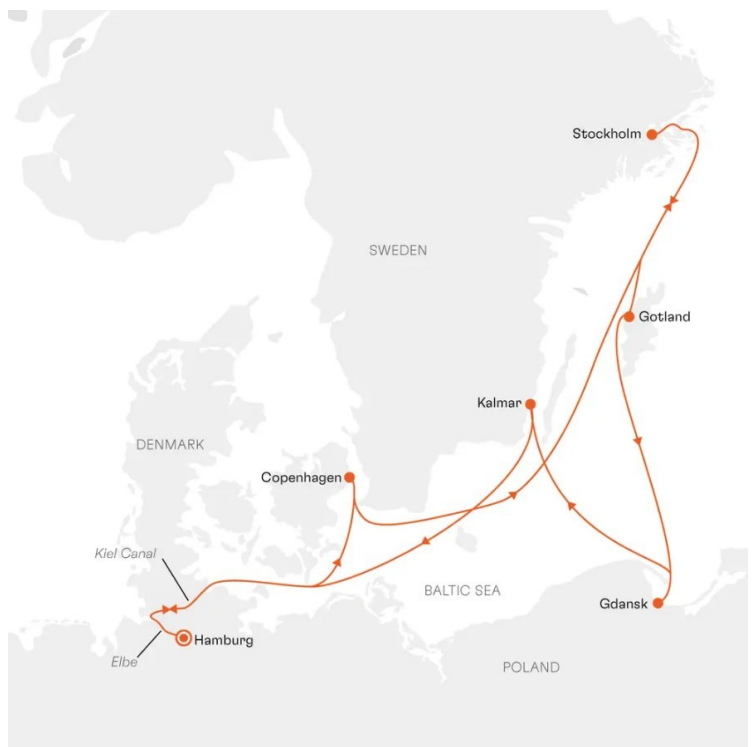 Stockholm
SWEDEN
Gotland
Kalmar
DENMARK
Copenhagen
Kiel Canal
BALTIC SEA
Gdansk
Hamburg
Elbe
POLAND